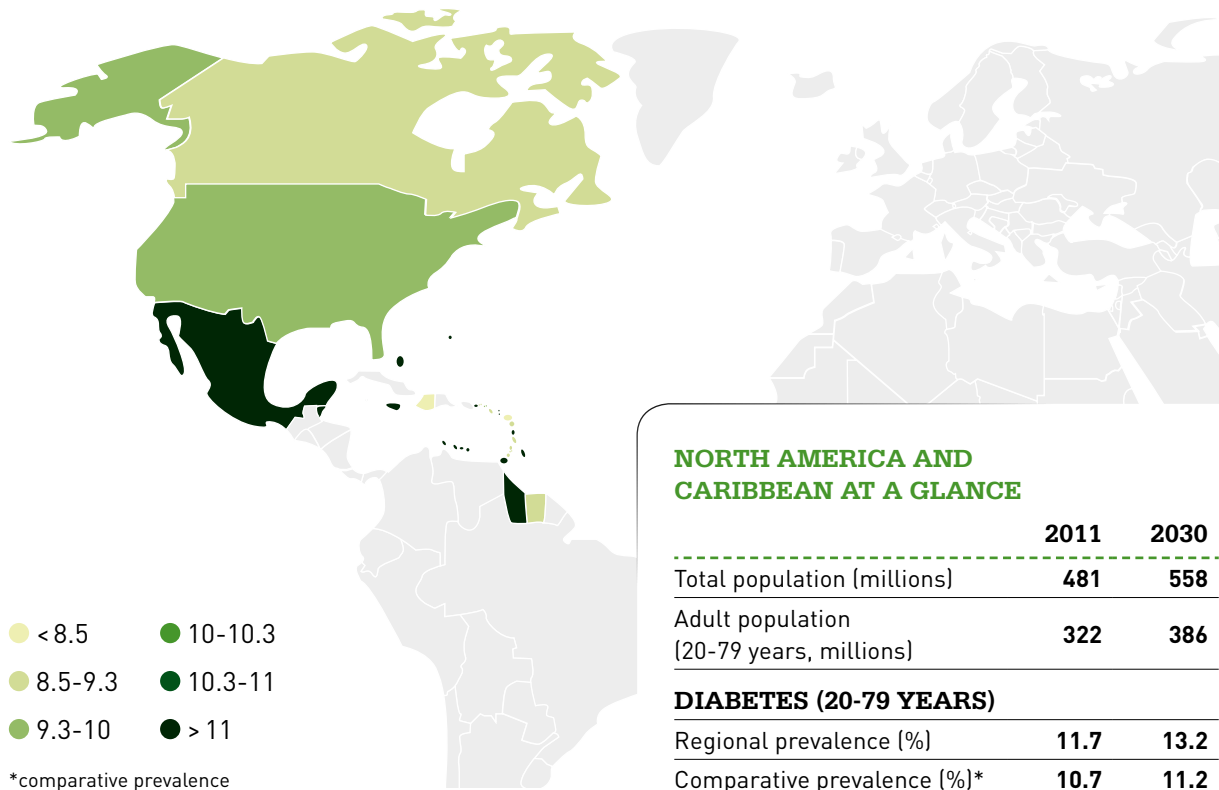 NORTH AMERICA AND
CARIBBEAN AT A GLANCE
2011 2030
Total population (millions) 481 558
Adult population
(20-79 years, millions) 322 386
DIABETES (20-79 YEARS)
Regional prevalence (%) 11.7 13.2
Comparative prevalence (%)* 10.7 11.2
< 8.5 10-10.3
8.5-9.3 10.3-11
9.3-10 > 11
*comparative prevalence